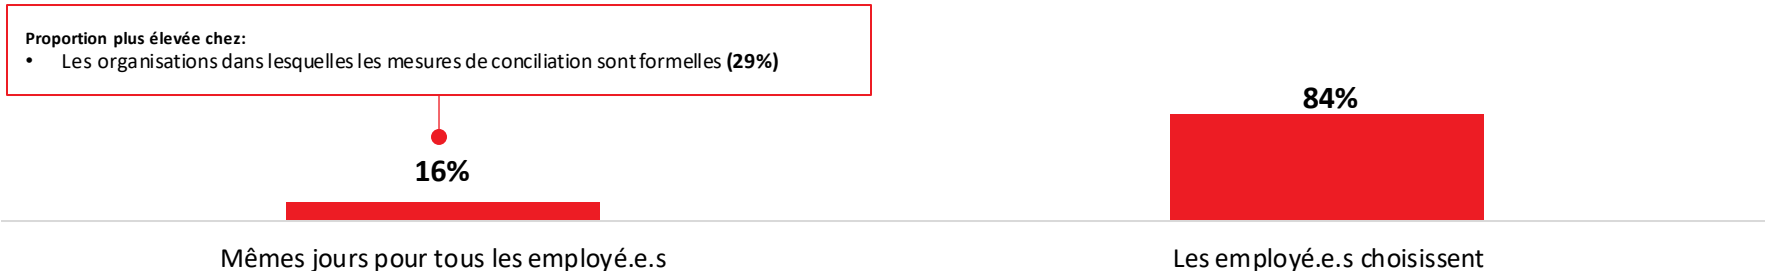 Proportion plus élevée chez:
• Les organisations dans lesquelles les mesures de conciliation sont formelles (29%)
84%
16%
Mêmes jours pour tous les employé.e.s
Les employé.e.s choisissent